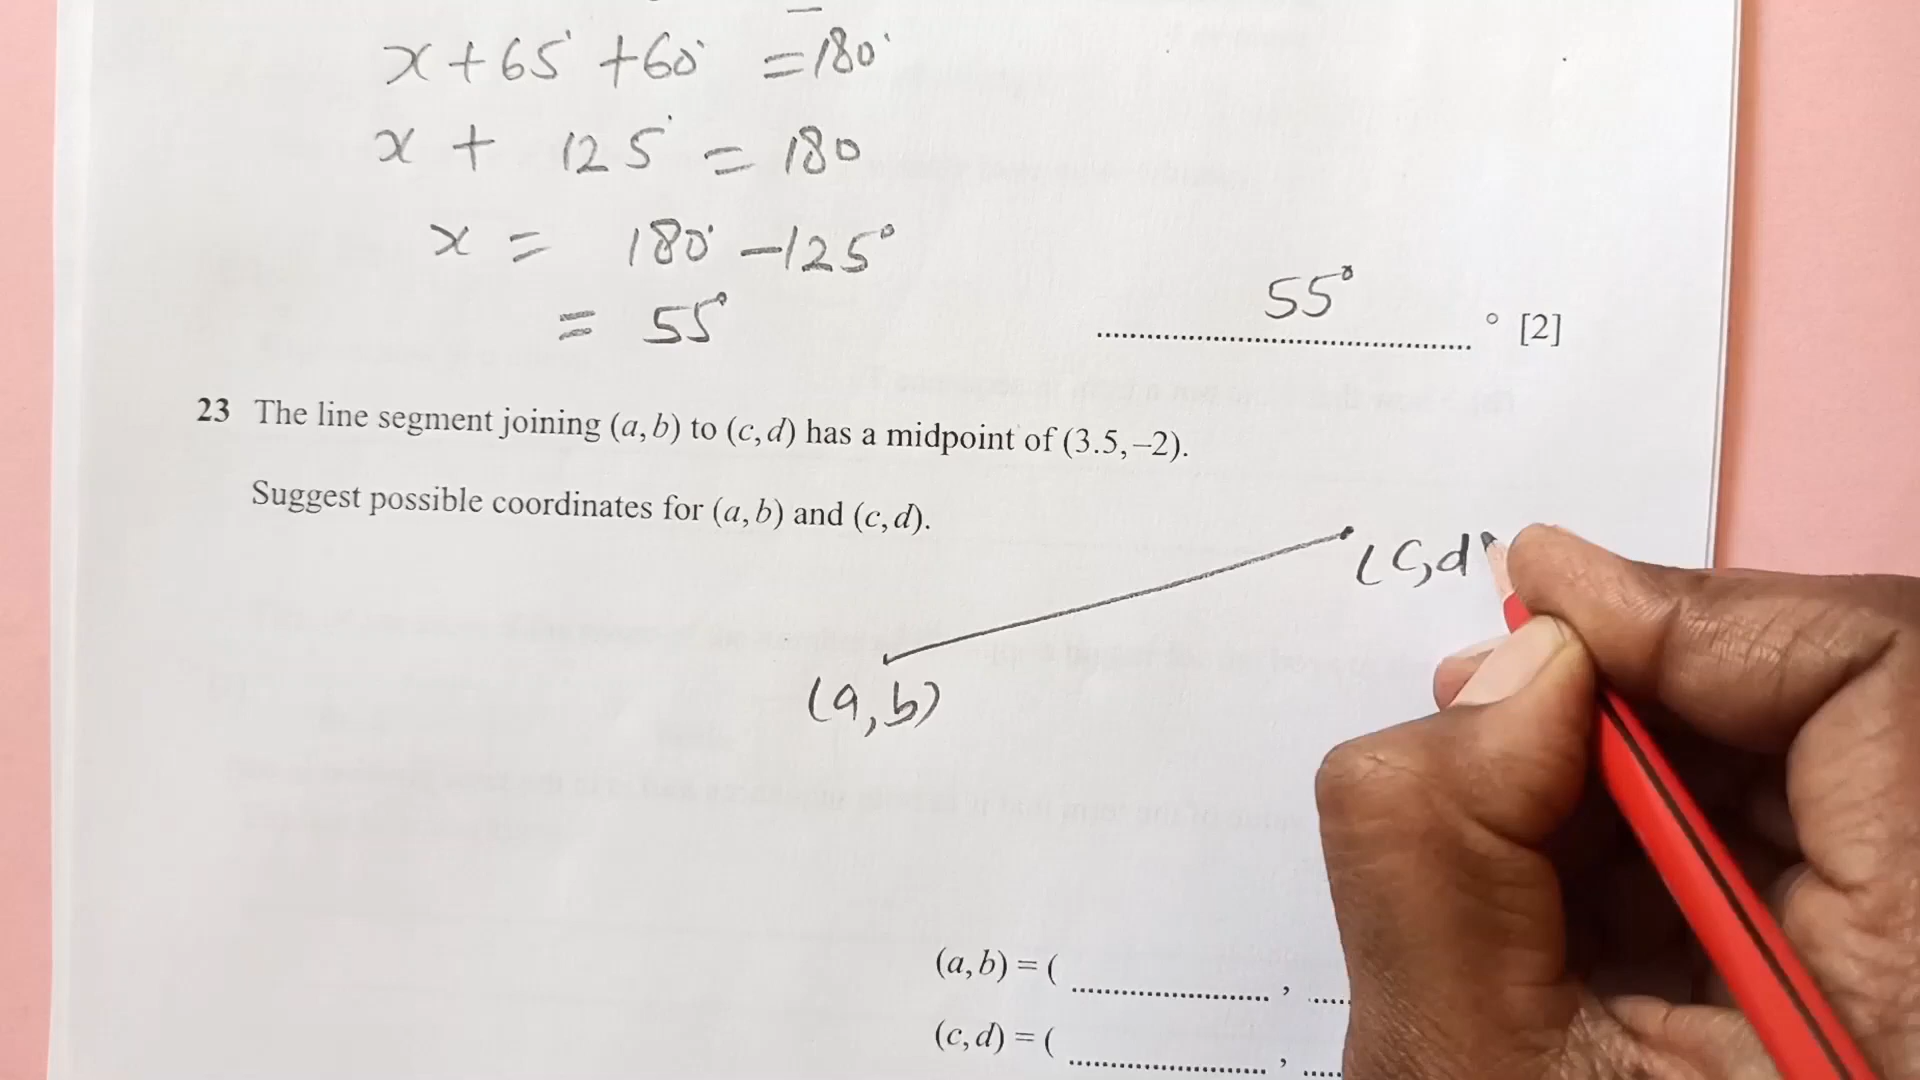 x + 65° + 60° = 180°
x + 125° = 180
x = 180° - 125°
= 55°
55°
° [2]
23 The line segment joining (a, b) to (c, d) has a midpoint of (3.5, –2).
Suggest possible coordinates for (a, b) and (c, d).
(c, d
(a, b)
(a, b) = ( .............................. , .....
(c, d) = ( .............................. , .....